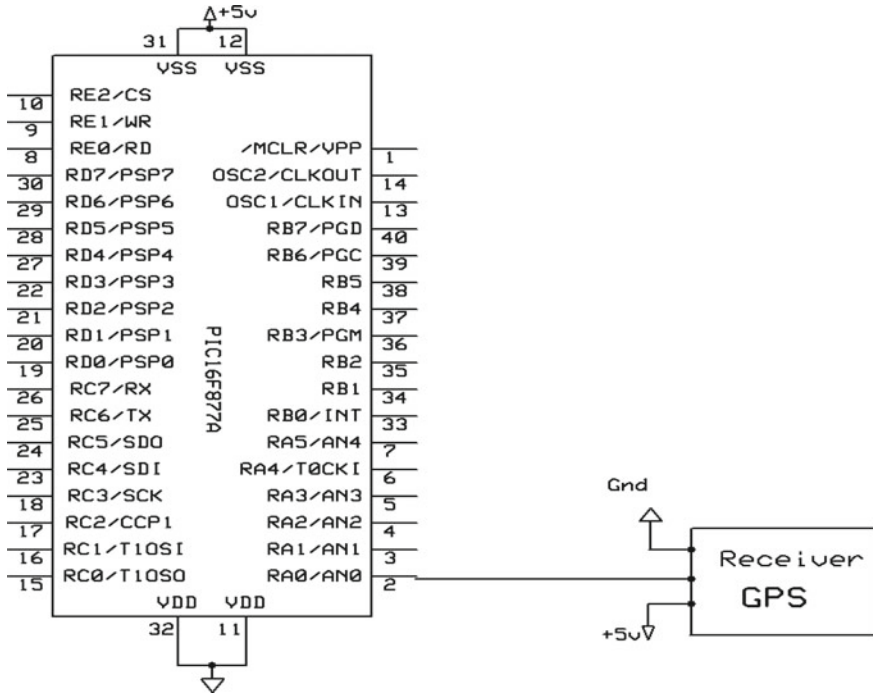 +5v
31 12
VSS VSS
RE2/CS
10
RE1/WR
9
RE0/RD
8
RD7/PSP7
30
RD6/PSP6
29
RD5/PSP5
28
RD4/PSP4
27
RD3/PSP3
22
RD2/PSP2
21
RD1/PSP1
20
RD0/PSP0
19
RC7/RX
26
RC6/TX
25
RC5/SDO
24
RC4/SDI
23
RC3/SCK
18
RC2/CCP1
17
RC1/T1OSI
16
RC0/T1OSO
15
PIC16F877A
/MCLR/VPP
1
OSC2/CLKOUT
14
OSC1/CLKIN
13
RB7/PGD
40
RB6/PGC
39
RB5
38
RB4
37
RB3/PGM
36
RB2
35
RB1
34
RB0/INT
33
RA5/AN4
7
RA4/T0CKI
6
RA3/AN3
5
RA2/AN2
4
RA1/AN1
3
RA0/AN0
2
VDD VDD
32 11
Gnd
Receiver
GPS
+5v